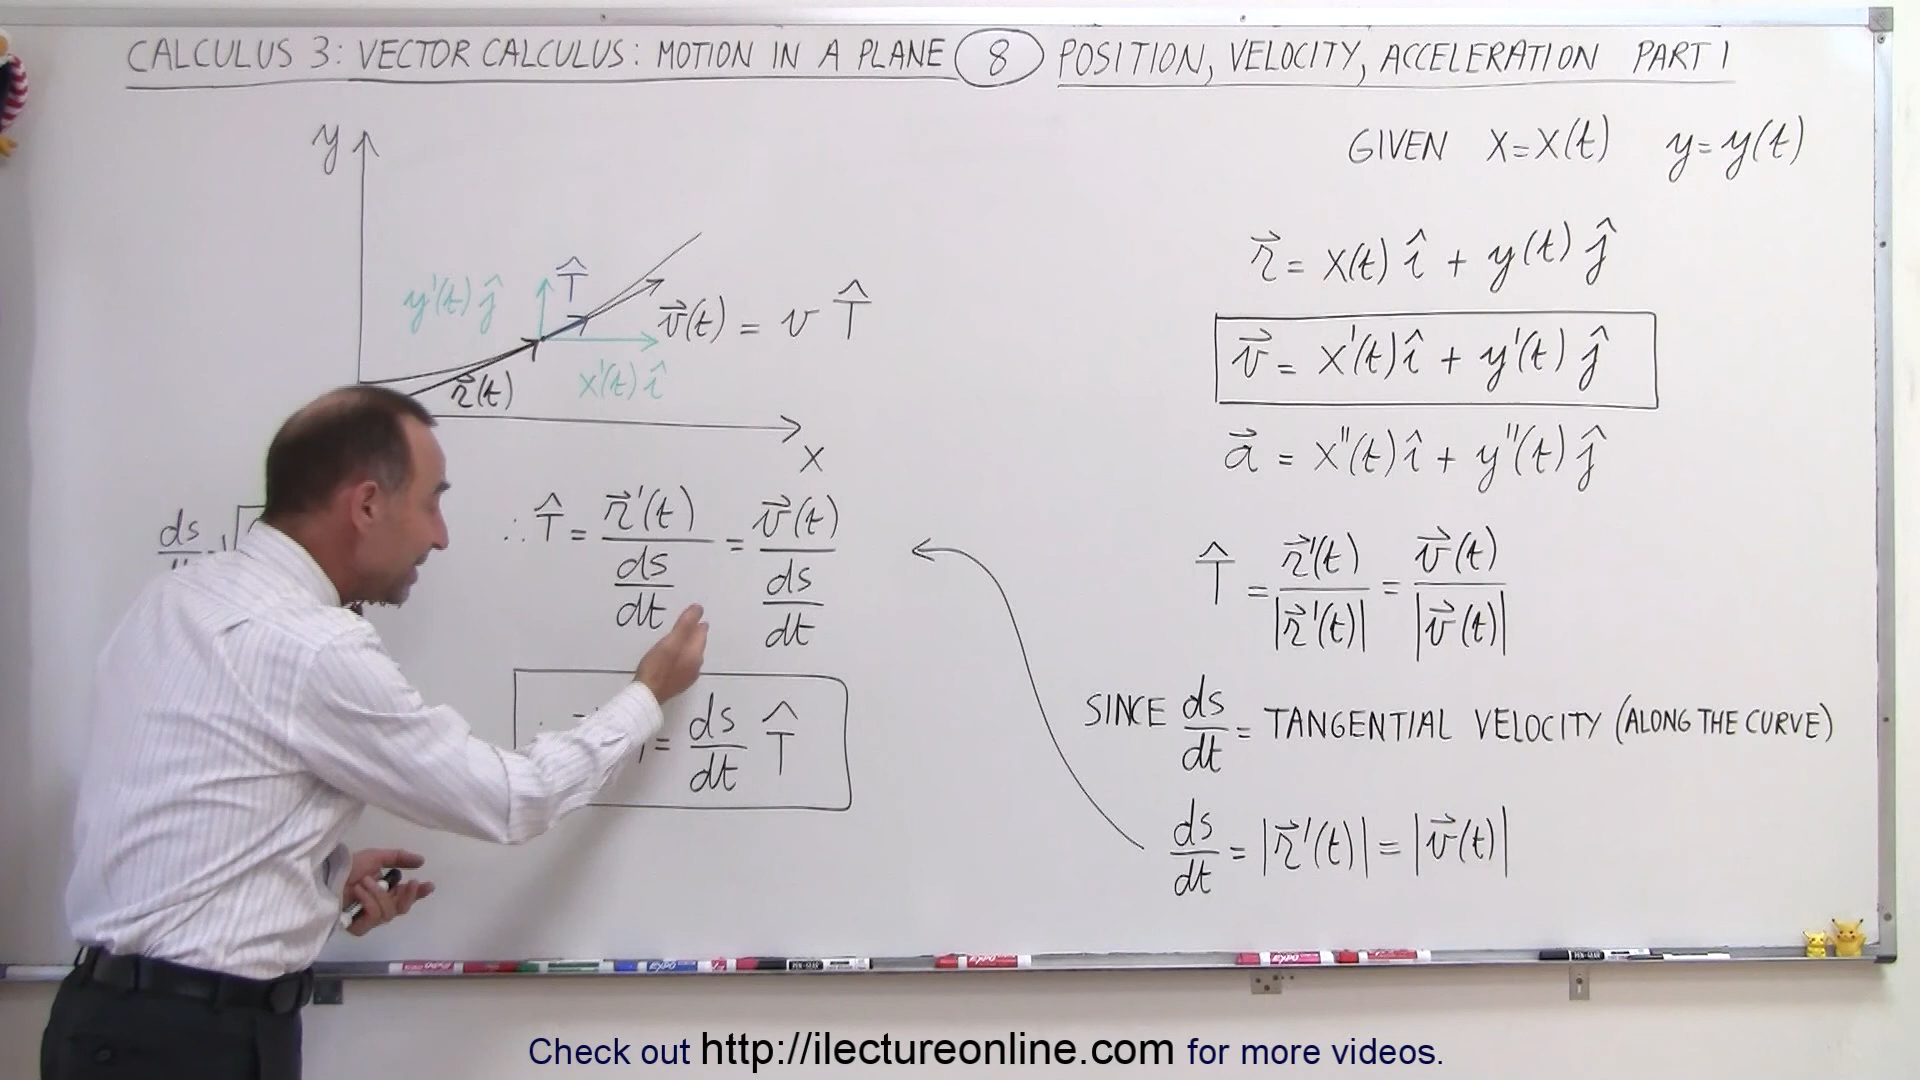 CALCULUS 3: VECTOR CALCULUS: MOTION IN A PLANE 8 POSITION, VELOCITY, ACCELERATION PART 1
y
y'(t) ĵ
T̂
v⃗(t) = v T̂
r⃗(t)
x'(t) î
x
ds
∴ T̂ = r⃗'(t) / (ds/dt) = v⃗(t) / (ds/dt)
= ds/dt T̂
GIVEN x=x(t) y=y(t)
r⃗ = x(t) î + y(t) ĵ
v⃗ = x'(t) î + y'(t) ĵ
a⃗ = x"(t) î + y"(t) ĵ
T̂ = r⃗'(t) / |r⃗'(t)| = v⃗(t) / |v⃗(t)|
SINCE ds/dt = TANGENTIAL VELOCITY (ALONG THE CURVE)
ds/dt = |r⃗'(t)| = |v⃗(t)|
Check out http://ilectureonline.com for more videos.